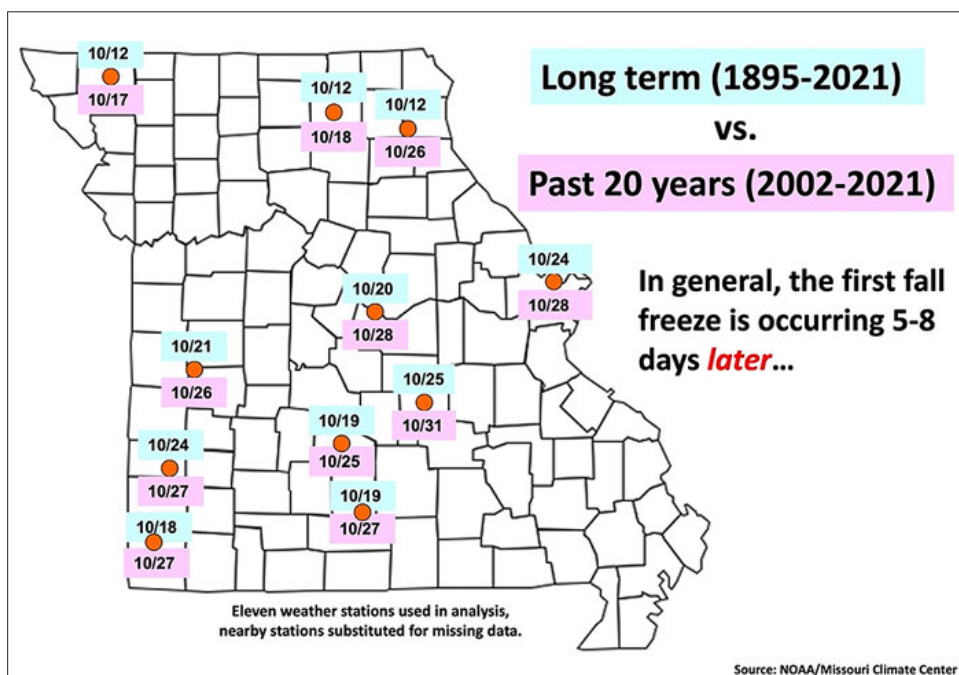 10/12
10/17
10/12
10/18
10/12
10/26
Long term (1895-2021)
vs.
Past 20 years (2002-2021)
In general, the first fall
freeze is occurring 5-8
days later...
10/24
10/28
10/20
10/28
10/21
10/26
10/25
10/31
10/19
10/25
10/24
10/27
10/19
10/27
10/18
10/27
Eleven weather stations used in analysis,
nearby stations substituted for missing data.
Source: NOAA/Missouri Climate Center